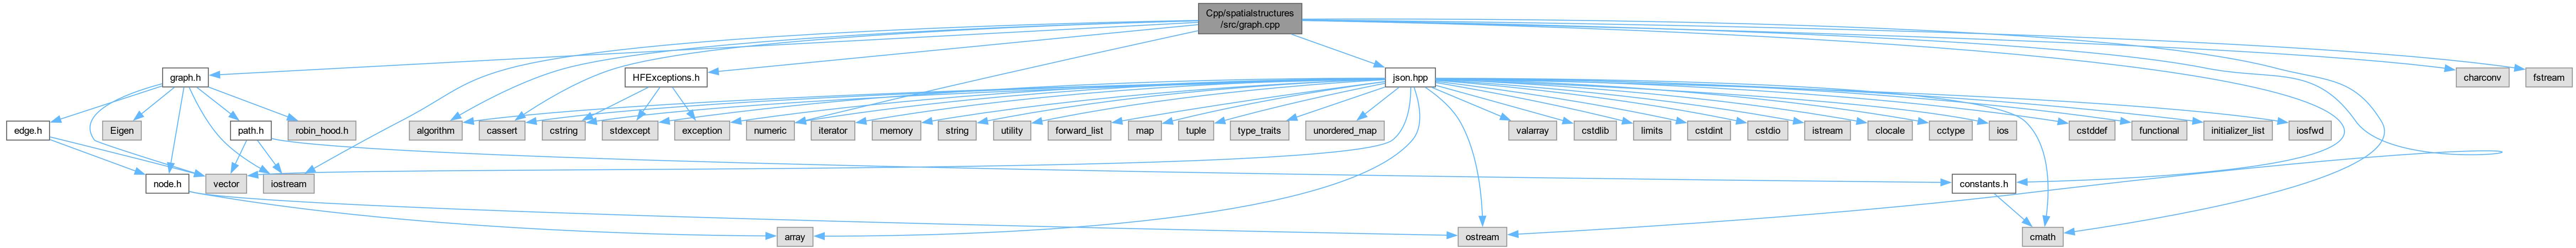 Cpp/spatialstructures
/src/graph.cpp
graph.h
HFExceptions.h
json.hpp
charconv
fstream
edge.h
Eigen
path.h
robin_hood.h
algorithm
cassert
cstring
stdexcept
exception
numeric
iterator
memory
string
utility
forward_list
map
tuple
type_traits
unordered_map
valarray
cstdlib
limits
cstdint
cstdio
istream
clocale
cctype
ios
cstddef
functional
initializer_list
iosfwd
node.h
vector
iostream
constants.h
array
ostream
cmath